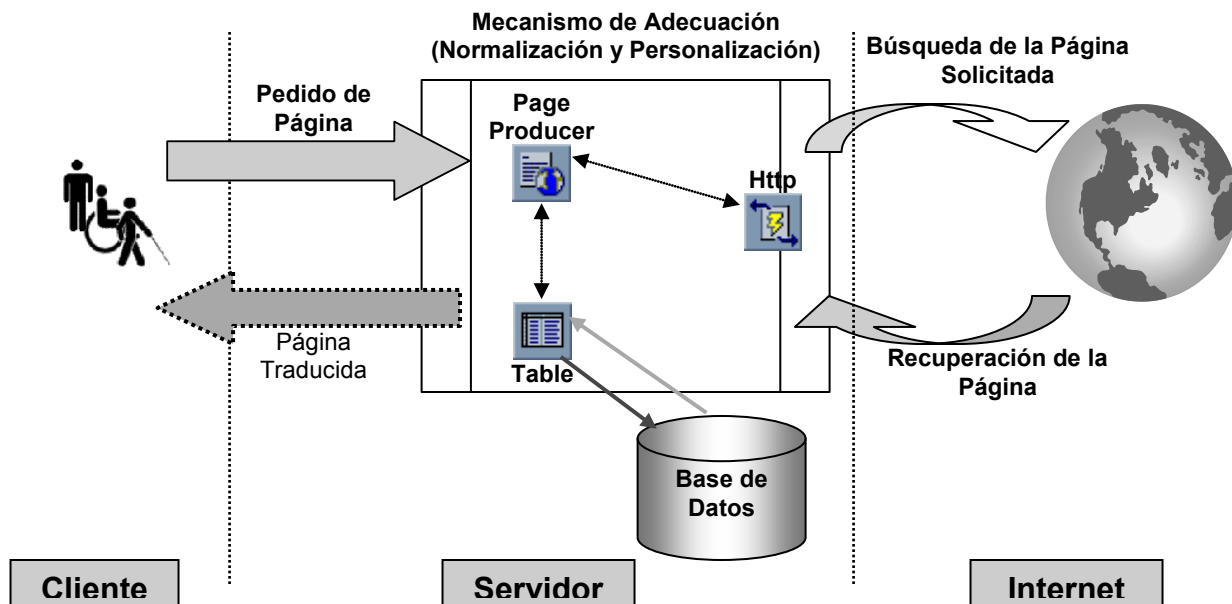 Mecanismo de Adecuación
(Normalización y Personalización)
Búsqueda de la Página
Solicitada
Pedido de
Página
Page
Producer
Http
Página
Traducida
Table
Recuperación de la
Página
Base de
Datos
Cliente
Servidor
Internet